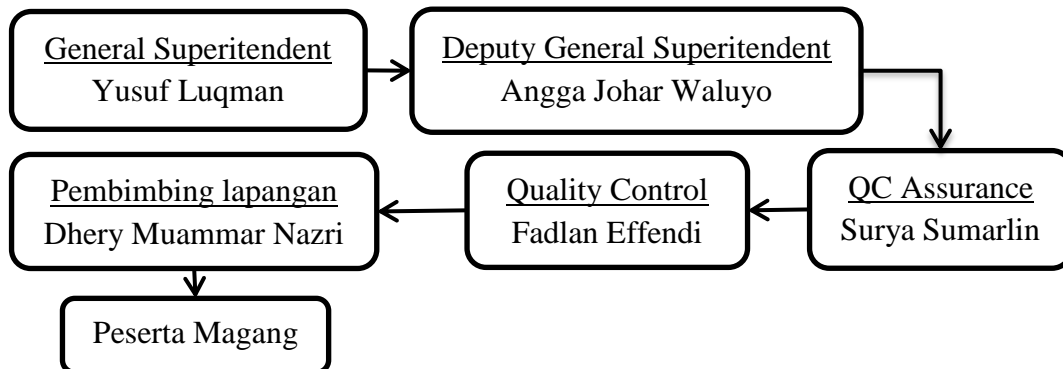 General Superitendent
Yusuf Luqman
Deputy General Superitendent
Angga Johar Waluyo
QC Assurance
Surya Sumarlin
Quality Control
Fadlan Effendi
Pembimbing lapangan
Dhery Muammar Nazri
Peserta Magang